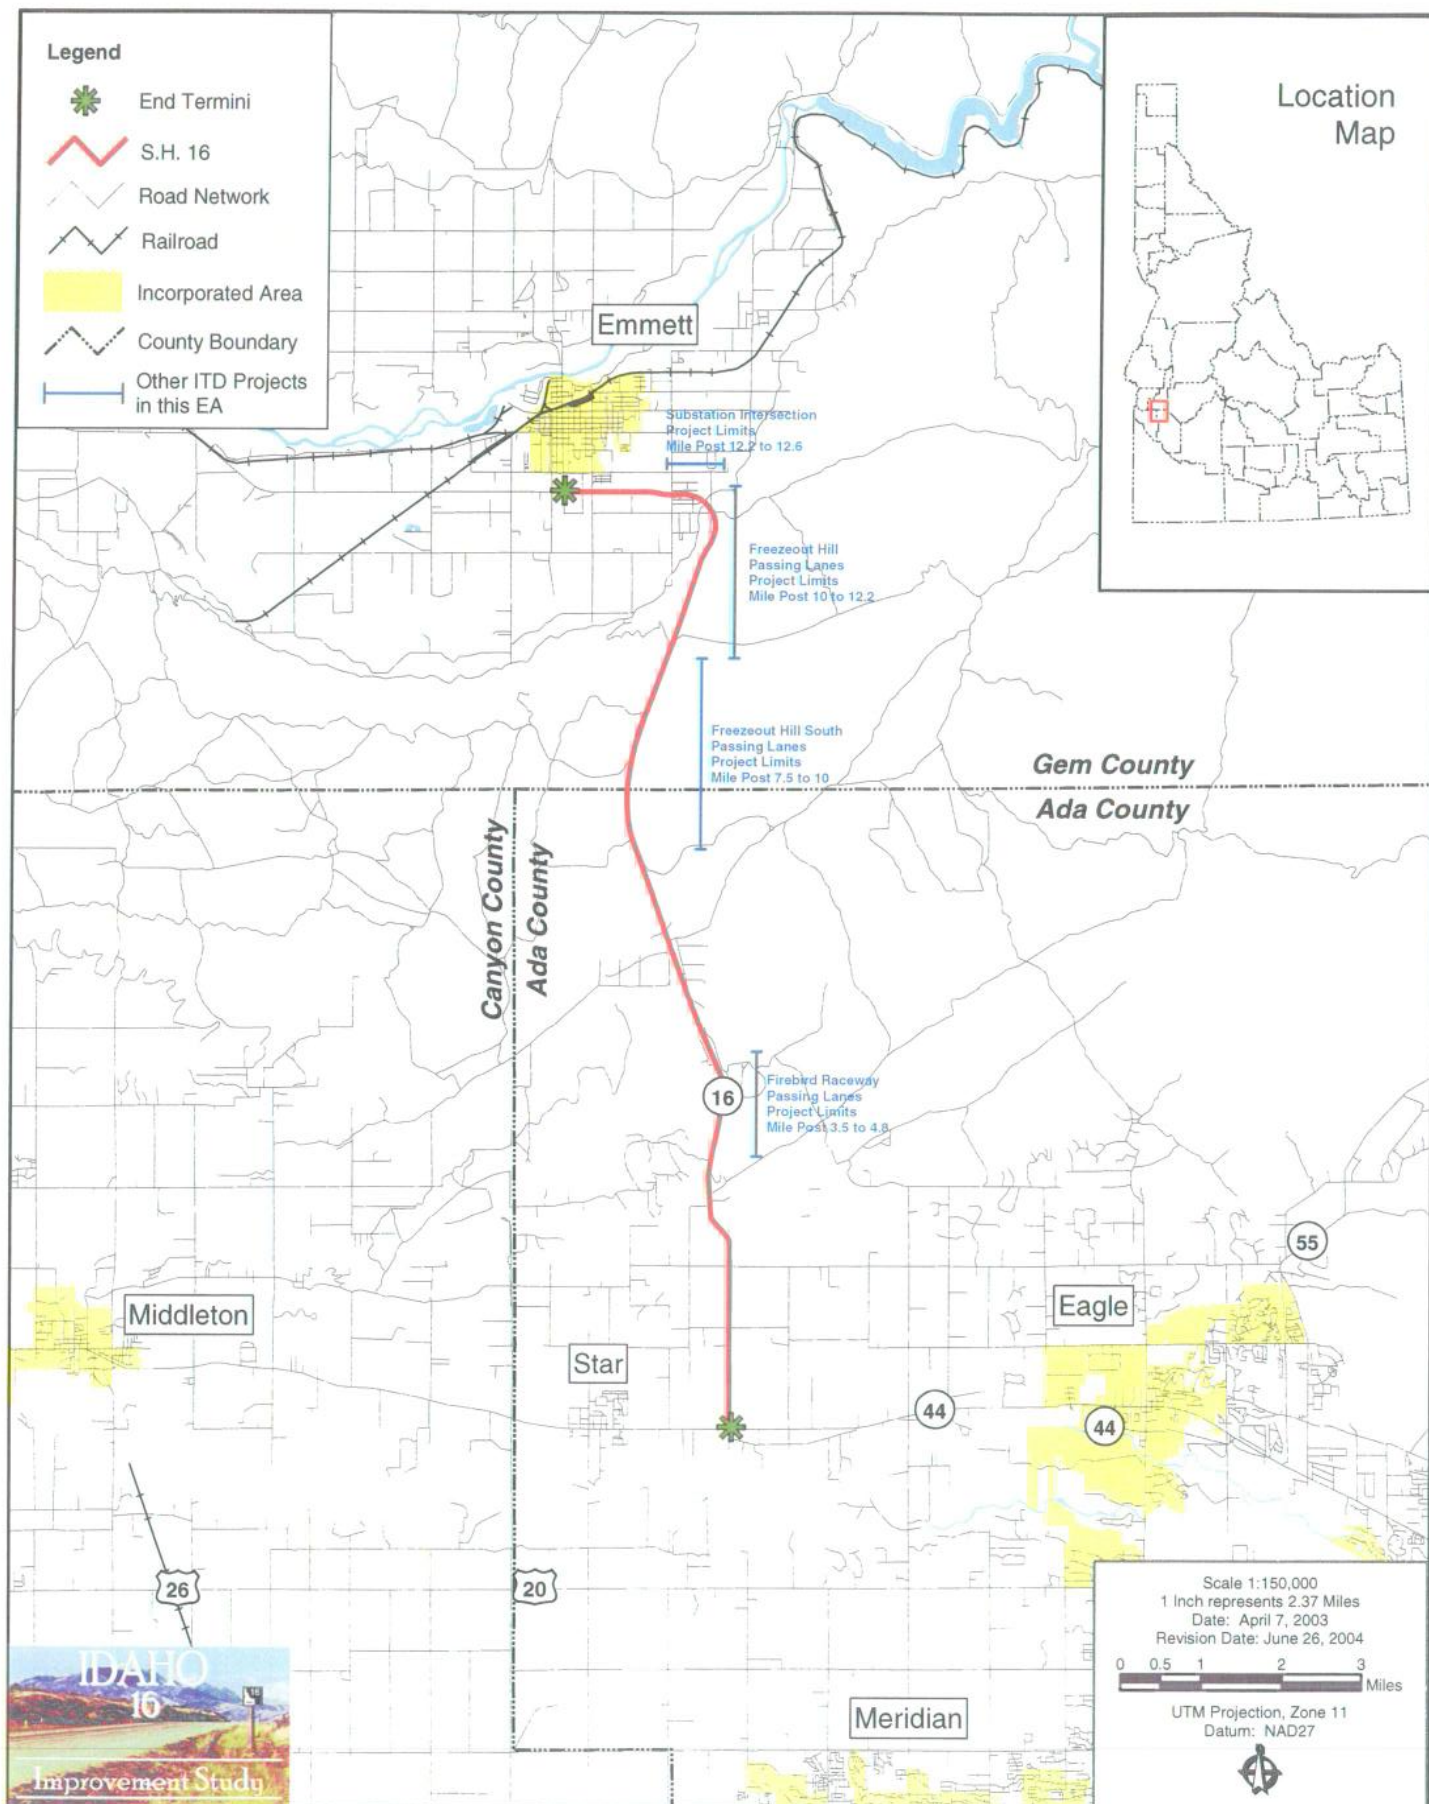 Legend
End Termini
S.H. 16
Road Network
Railroad
Incorporated Area
County Boundary
Other ITD Projects
in this EA
Location
Map
Emmett
Substation Intersection
Project Limits
Mile Post 12.2 to 12.6
Freezeout Hill
Passing Lanes
Project Limits
Mile Post 10 to 12.2
Freezeout Hill South
Passing Lanes
Project Limits
Mile Post 7.5 to 10
Gem County
Ada County
Canyon County
Ada County
16
Firebird Raceway
Passing Lanes
Project Limits
Mile Post 3.5 to 4.8
55
Middleton
Eagle
Star
44
44
26
20
Scale 1:150,000
1 Inch represents 2.37 Miles
Date: April 7, 2003
Revision Date: June 26, 2004
0 0.5 1 2 3
Miles
UTM Projection, Zone 11
Datum: NAD27
Meridian
IDAHO
16
16
Improvement Study